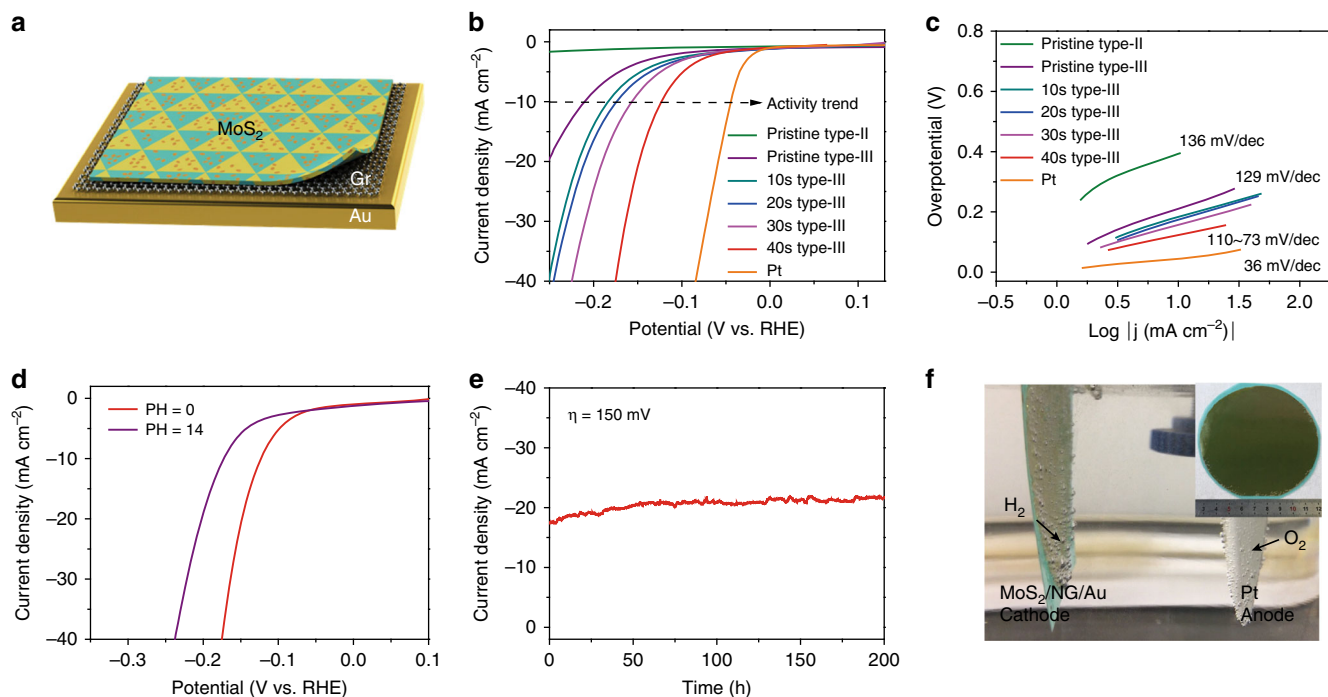 a
MoS2
Gr
Au
b
0
−10
−20
−30
−40
Current density (mA cm−2)
−0.2
−0.1
0.0
0.1
Potential (V vs. RHE)
Activity trend
Pristine type-II
Pristine type-III
10s type-III
20s type-III
30s type-III
40s type-III
Pt
c
0.8
0.6
0.4
0.2
0.0
Overpotential (V)
Pristine type-II
Pristine type-III
10s type-III
20s type-III
30s type-III
40s type-III
Pt
136 mV/dec
129 mV/dec
110~73 mV/dec
36 mV/dec
−0.5
0.0
0.5
1.0
1.5
2.0
Log |j (mA cm−2)|
d
0
−10
−20
−30
−40
Current density (mA cm−2)
PH = 0
PH = 14
−0.3
−0.2
−0.1
0.0
0.1
Potential (V vs. RHE)
e
−40
−30
−20
−10
0
Current density (mA cm−2)
η = 150 mV
0
50
100
150
200
Time (h)
f
H2
O2
MoS2/NG/Au
Cathode
Pt
Anode